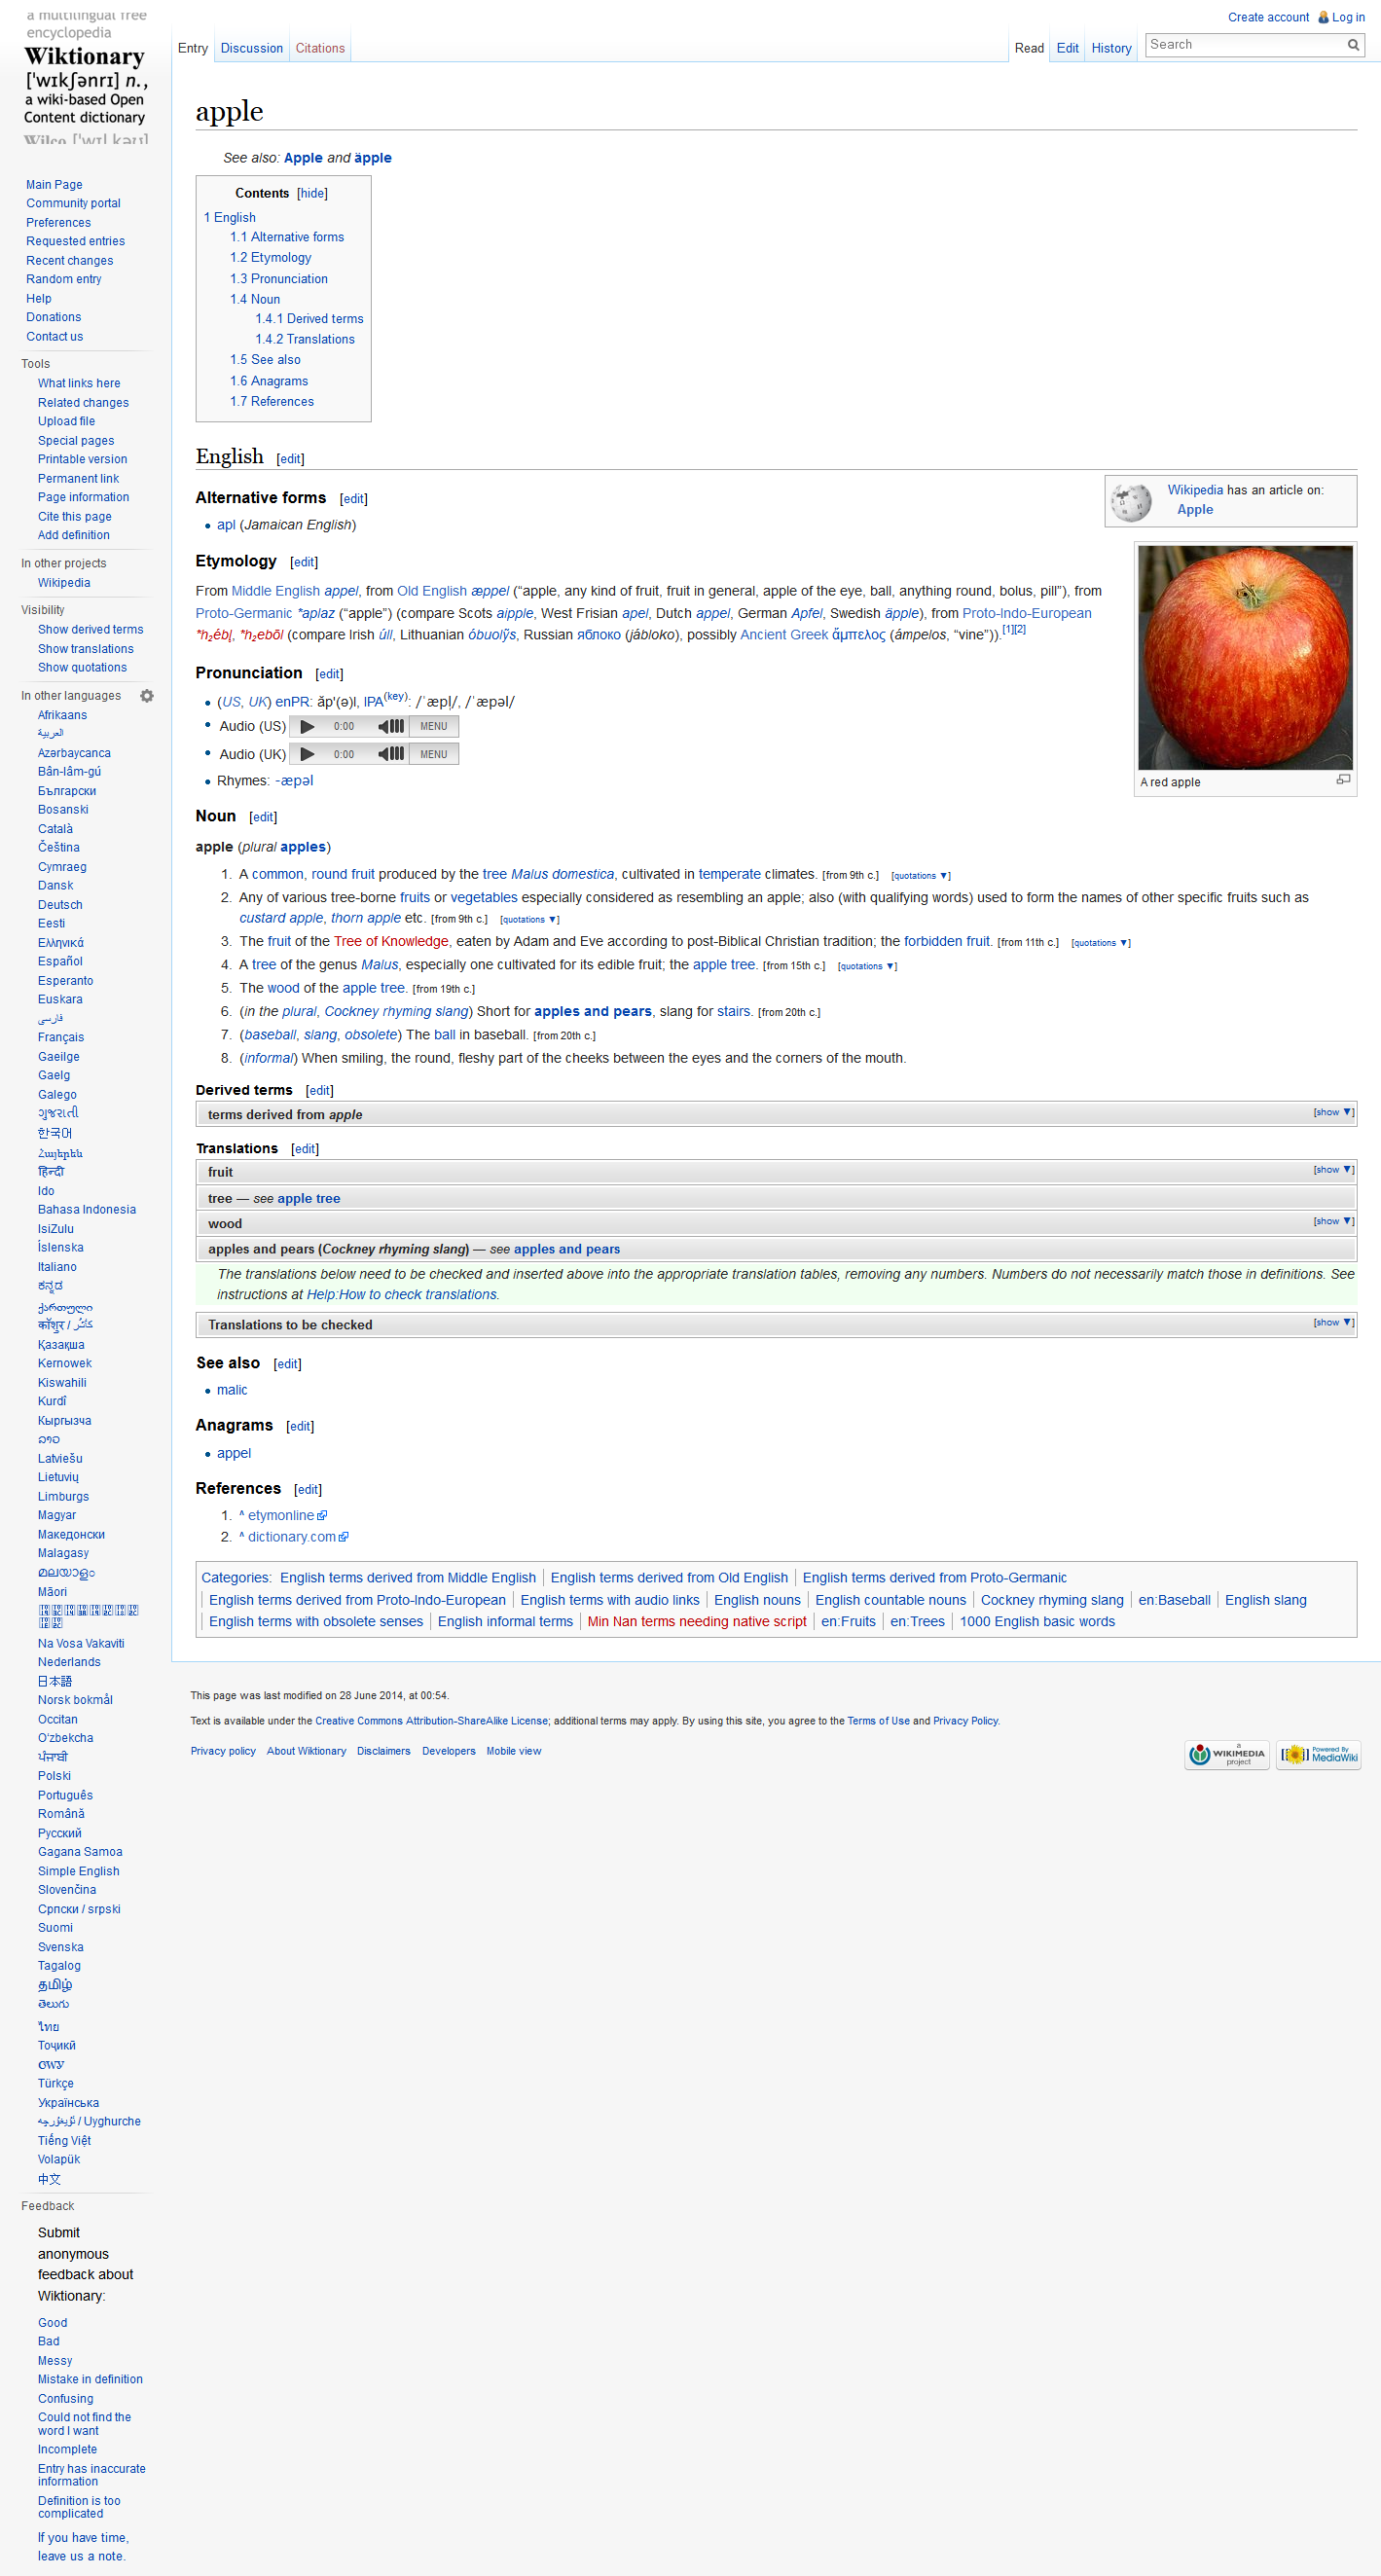 a multilingual free
encyclopedia
Wiktionary
['wɪkʃənrɪ] n.,
a wiki-based Open
Content dictionary
Wilco ['wɪl kəʊ]
Create account Log in
Entry Discussion Citations
Read Edit History Search
apple
See also: Apple and äpple
Contents [hide]
1 English
1.1 Alternative forms
1.2 Etymology
1.3 Pronunciation
1.4 Noun
1.4.1 Derived terms
1.4.2 Translations
1.5 See also
1.6 Anagrams
1.7 References
English [edit]
Wikipedia has an article on:
Apple
Alternative forms [edit]
apl (Jamaican English)
Etymology [edit]
From Middle English appel, from Old English æppel (“apple, any kind of fruit, fruit in general, apple of the eye, ball, anything round, bolus, pill”), from
Proto-Germanic *aplaz (“apple”) (compare Scots aipple, West Frisian apel, Dutch appel, German Apfel, Swedish äpple), from Proto-Indo-European
*h₂ébl̥, *h₂ebōl (compare Irish úll, Lithuanian óbuolỹs, Russian яблоко (jábloko), possibly Ancient Greek ἄμπελος (ámpelos, “vine”)).[1][2]
A red apple
Pronunciation [edit]
(US, UK) enPR: ăp'(ə)l, IPA(key): /ˈæpl̩/, /ˈæpəl/
Audio (US) 0:00 MENU
Audio (UK) 0:00 MENU
Rhymes: -æpəl
Noun [edit]
apple (plural apples)
1. A common, round fruit produced by the tree Malus domestica, cultivated in temperate climates. [from 9th c.] [quotations ▼]
2. Any of various tree-borne fruits or vegetables especially considered as resembling an apple; also (with qualifying words) used to form the names of other specific fruits such as
custard apple, thorn apple etc. [from 9th c.] [quotations ▼]
3. The fruit of the Tree of Knowledge, eaten by Adam and Eve according to post-Biblical Christian tradition; the forbidden fruit. [from 11th c.] [quotations ▼]
4. A tree of the genus Malus, especially one cultivated for its edible fruit; the apple tree. [from 15th c.] [quotations ▼]
5. The wood of the apple tree. [from 19th c.]
6. (in the plural, Cockney rhyming slang) Short for apples and pears, slang for stairs. [from 20th c.]
7. (baseball, slang, obsolete) The ball in baseball. [from 20th c.]
8. (informal) When smiling, the round, fleshy part of the cheeks between the eyes and the corners of the mouth.
Derived terms [edit]
terms derived from apple [show ▼]
Translations [edit]
fruit [show ▼]
tree — see apple tree
wood [show ▼]
apples and pears (Cockney rhyming slang) — see apples and pears
The translations below need to be checked and inserted above into the appropriate translation tables, removing any numbers. Numbers do not necessarily match those in definitions. See
instructions at Help:How to check translations.
Translations to be checked [show ▼]
See also [edit]
malic
Anagrams [edit]
appel
References [edit]
1. ^ etymonline
2. ^ dictionary.com
Categories: English terms derived from Middle English | English terms derived from Old English | English terms derived from Proto-Germanic
| English terms derived from Proto-Indo-European | English terms with audio links | English nouns | English countable nouns | Cockney rhyming slang | en:Baseball | English slang
| English terms with obsolete senses | English informal terms | Min Nan terms needing native script | en:Fruits | en:Trees | 1000 English basic words
This page was last modified on 28 June 2014, at 00:54.
Text is available under the Creative Commons Attribution-ShareAlike License; additional terms may apply. By using this site, you agree to the Terms of Use and Privacy Policy.
Privacy policy About Wiktionary Disclaimers Developers Mobile view
a
WIKIMEDIA
project
Powered By
MediaWiki
Main Page
Community portal
Preferences
Requested entries
Recent changes
Random entry
Help
Donations
Contact us
Tools
What links here
Related changes
Upload file
Special pages
Printable version
Permanent link
Page information
Cite this page
Add definition
In other projects
Wikipedia
Visibility
Show derived terms
Show translations
Show quotations
In other languages
Afrikaans
العربية
Azərbaycanca
Bân-lâm-gú
Български
Bosanski
Català
Čeština
Cymraeg
Dansk
Deutsch
Eesti
Ελληνικά
Español
Esperanto
Euskara
فارسی
Français
Gaeilge
Gaelg
Galego
ગુજરાતી
한국어
Հայերեն
हिन्दी
Ido
Bahasa Indonesia
IsiZulu
Íslenska
Italiano
ಕನ್ನಡ
ქართული
कॉशुर / کٲشُر
Қазақша
Kernowek
Kiswahili
Kurdî
Кыргызча
ລາວ
Latviešu
Lietuvių
Limburgs
Magyar
Македонски
Malagasy
മലയാളം
Māori
Na Vosa Vakaviti
Nederlands
日本語
Norsk bokmål
Occitan
O'zbekcha
ਪੰਜਾਬੀ
Polski
Português
Română
Русский
Gagana Samoa
Simple English
Slovenčina
Српски / srpski
Suomi
Svenska
Tagalog
தமிழ்
తెలుగు
ไทย
Тоҷикӣ
ᏣᎳᎩ
Türkçe
Українська
ئۇيغۇرچە / Uyghurche
Tiếng Việt
Volapük
中文
Feedback
Submit
anonymous
feedback about
Wiktionary:
Good
Bad
Messy
Mistake in definition
Confusing
Could not find the
word I want
Incomplete
Entry has inaccurate
information
Definition is too
complicated
If you have time,
leave us a note.